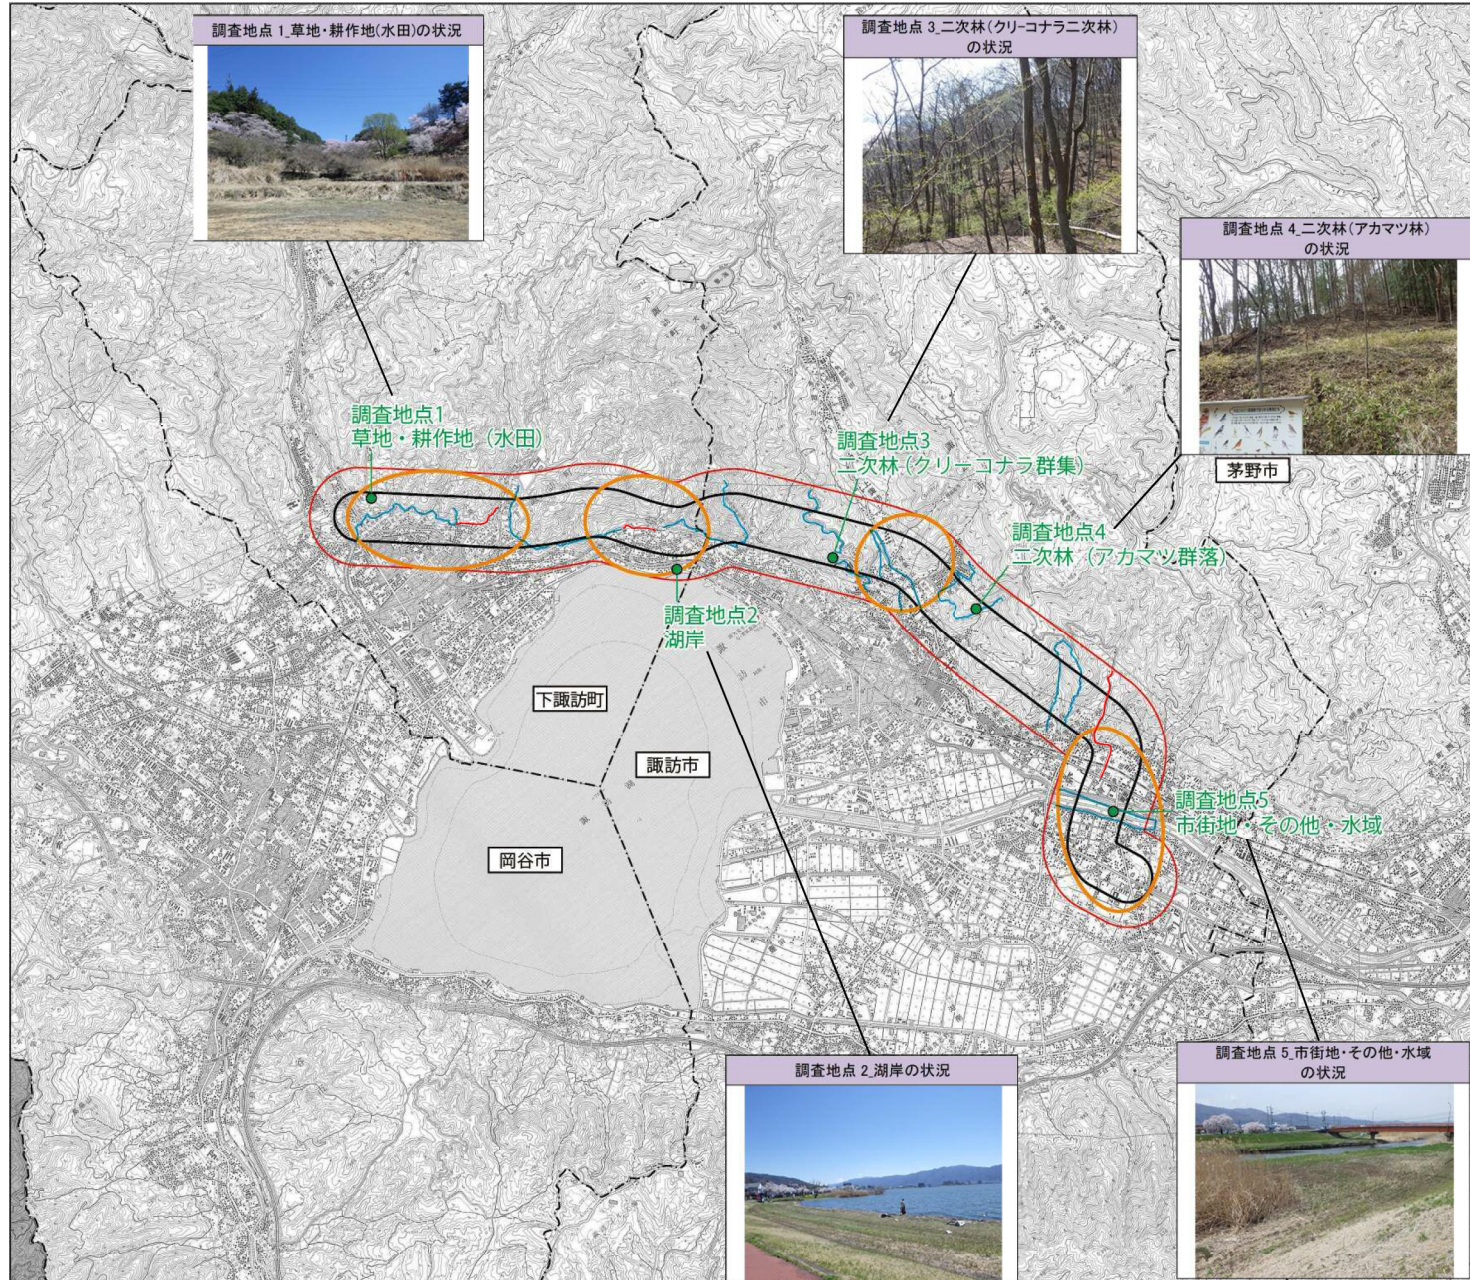 調査地点 1_草地・耕作地(水田)の状況
調査地点 3_二次林(クリーコナラ二次林)
の状況
調査地点 4_二次林(アカマツ林)
の状況
茅野市
調査地点1
草地・耕作地（水田）
調査地点3
二次林（クリーコナラ群集）
調査地点4
二次林（アカマツ群落）
調査地点2
湖岸
下諏訪町
諏訪市
岡谷市
調査地点5
市街地・その他・水域
調査地点 2_湖岸の状況
調査地点 5_市街地・その他・水域
の状況